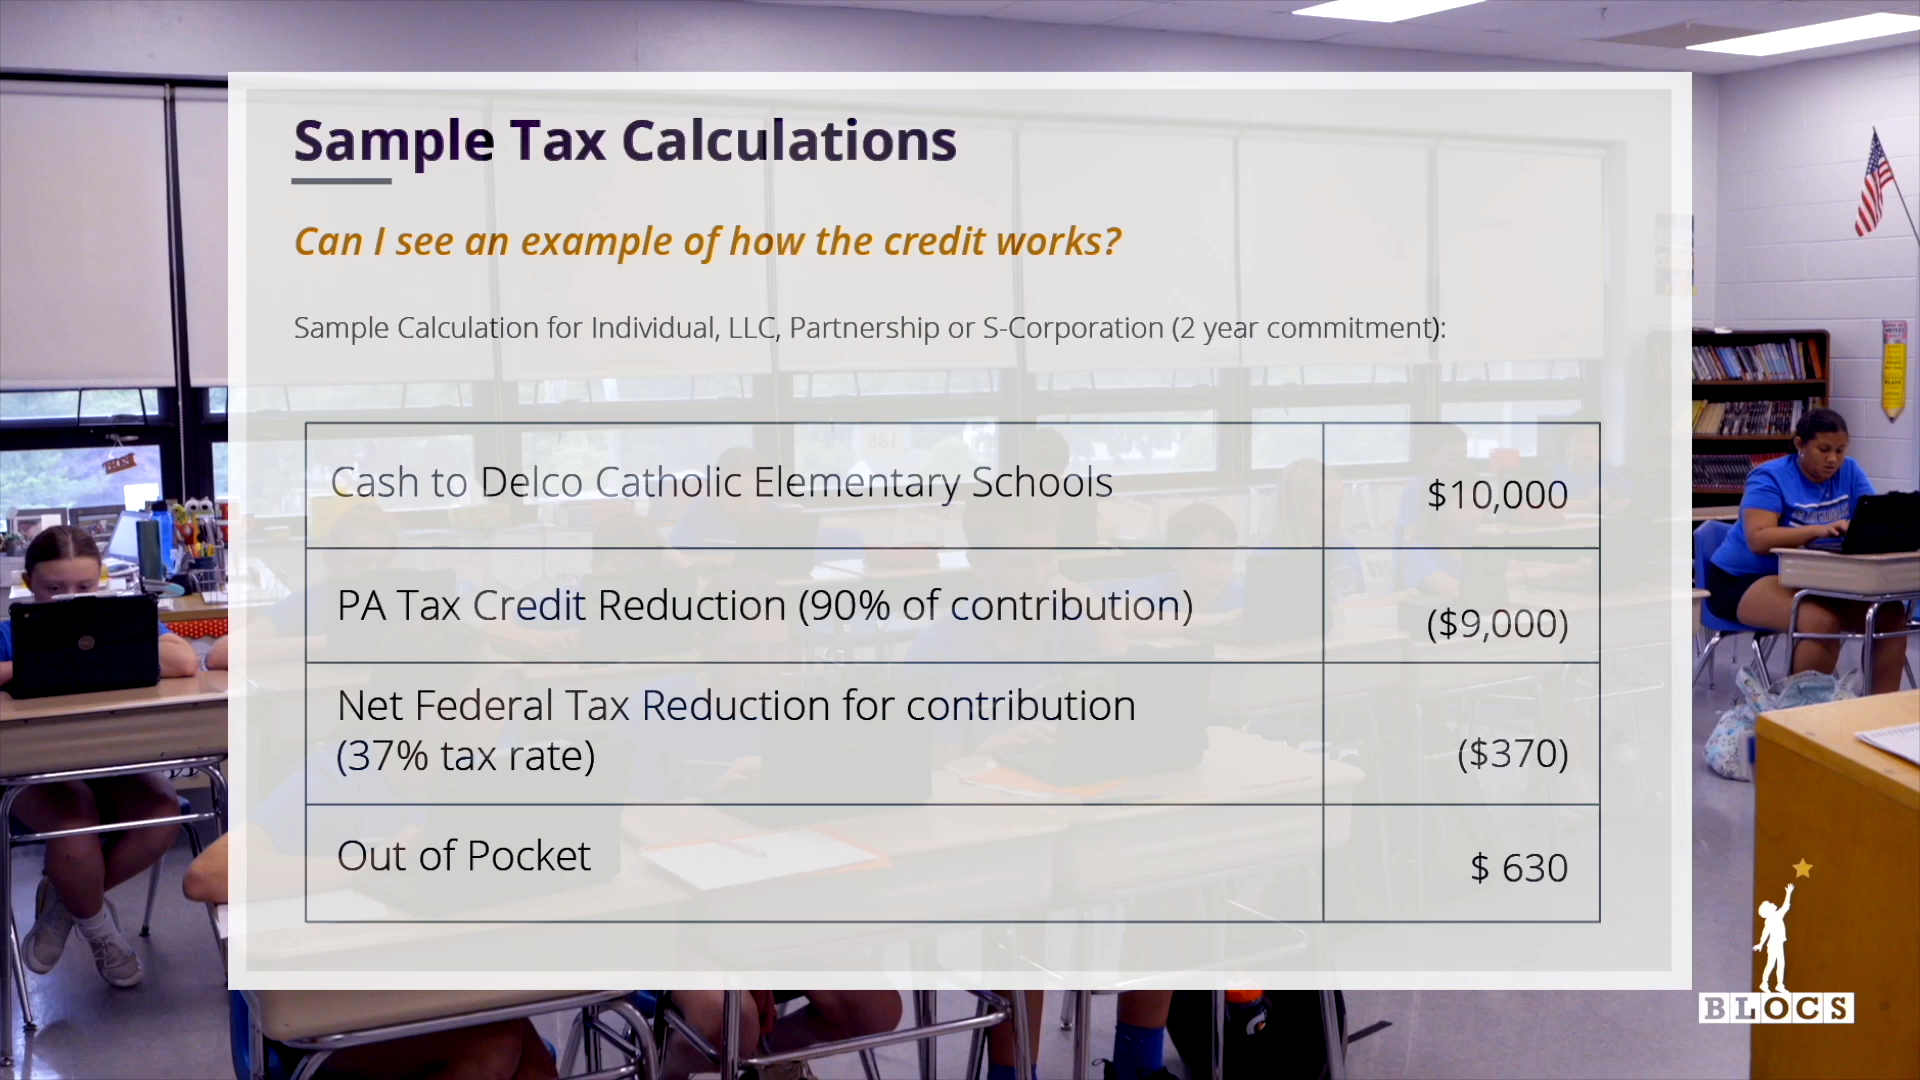 Sample Tax Calculations
Can I see an example of how the credit works?
Sample Calculation for Individual, LLC, Partnership or S-Corporation (2 year commitment):
Cash to Delco Catholic Elementary Schools
$10,000
PA Tax Credit Reduction (90% of contribution)
($9,000)
Net Federal Tax Reduction for contribution
(37% tax rate)
($370)
Out of Pocket
$ 630
BLOCS